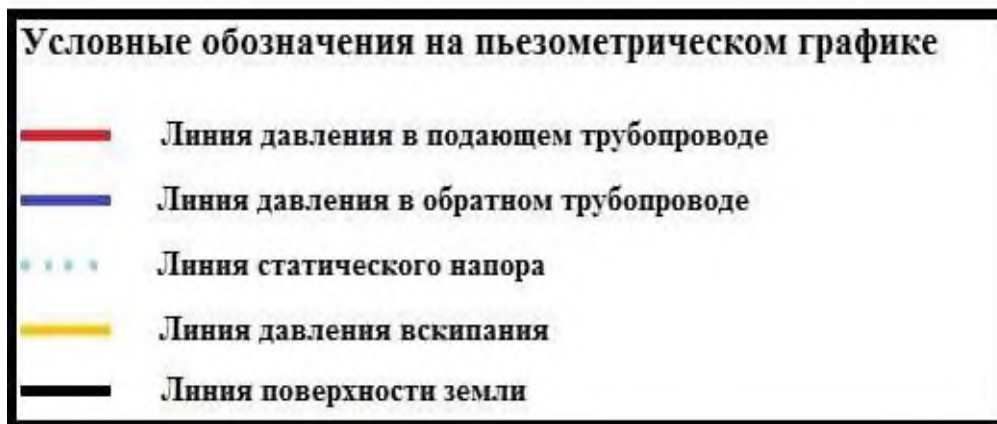 Условные обозначения на пьезометрическом графике
Линия давления в подающем трубопроводе
Линия давления в обратном трубопроводе
Линия статического напора
Линия давления вскипания
Линия поверхности земли